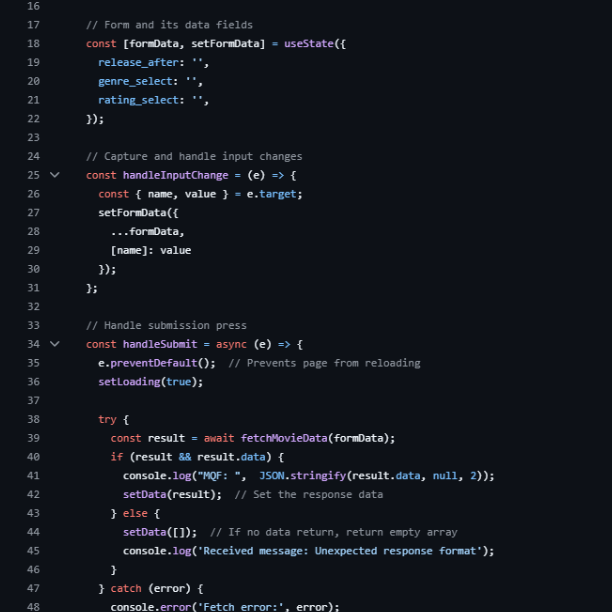 16
17 // Form and its data fields
18 const [formData, setFormData] = useState({
19 release_after: '',
20 genre_select: '',
21 rating_select: '',
22 });
23
24 // Capture and handle input changes
25 const handleInputChange = (e) => {
26 const { name, value } = e.target;
27 setFormData({
28 ...formData,
29 [name]: value
30 });
31 };
32
33 // Handle submission press
34 const handleSubmit = async (e) => {
35 e.preventDefault(); // Prevents page from reloading
36 setLoading(true);
37
38 try {
39 const result = await fetchMovieData(formData);
40 if (result && result.data) {
41 console.log("MQF: ", JSON.stringify(result.data, null, 2));
42 setData(result); // Set the response data
43 } else {
44 setData([]); // If no data return, return empty array
45 console.log('Received message: Unexpected response format');
46 }
47 } catch (error) {
48 console.error('Fetch error:', error);